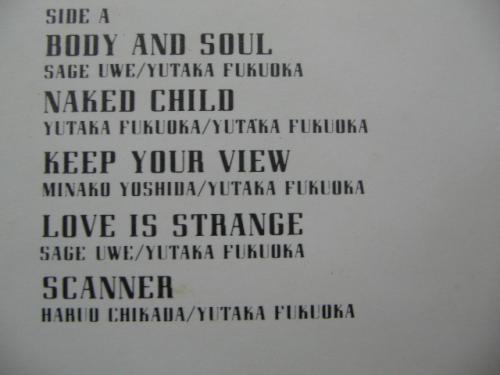 SIDE A
BODY AND SOUL
SAGE UWE/YUTAKA FUKUOKA
NAKED CHILD
YUTAKA FUKUOKA/YUTAKA FUKUOKA
KEEP YOUR VIEW
MINAKO YOSHIDA/YUTAKA FUKUOKA
LOVE IS STRANGE
SAGE UWE/YUTAKA FUKUOKA
SCANNER
HARUO CHIKADA/YUTAKA FUKUOKA